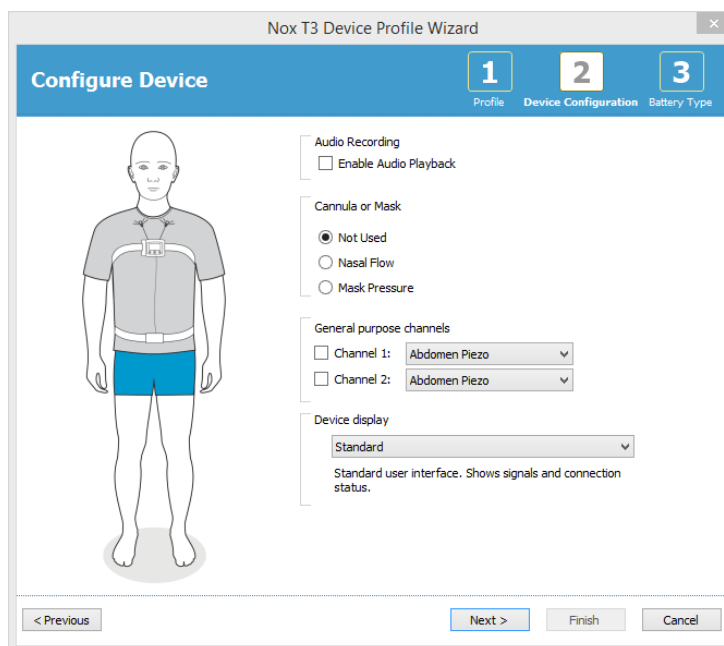 Nox T3 Device Profile Wizard
Configure Device
1
Profile
2
Device Configuration
3
Battery Type
Audio Recording
Enable Audio Playback
Cannula or Mask
Not Used
Nasal Flow
Mask Pressure
General purpose channels
Channel 1: Abdomen Piezo
Channel 2: Abdomen Piezo
Device display
Standard
Standard user interface. Shows signals and connection
status.
< Previous
Next >
Finish
Cancel